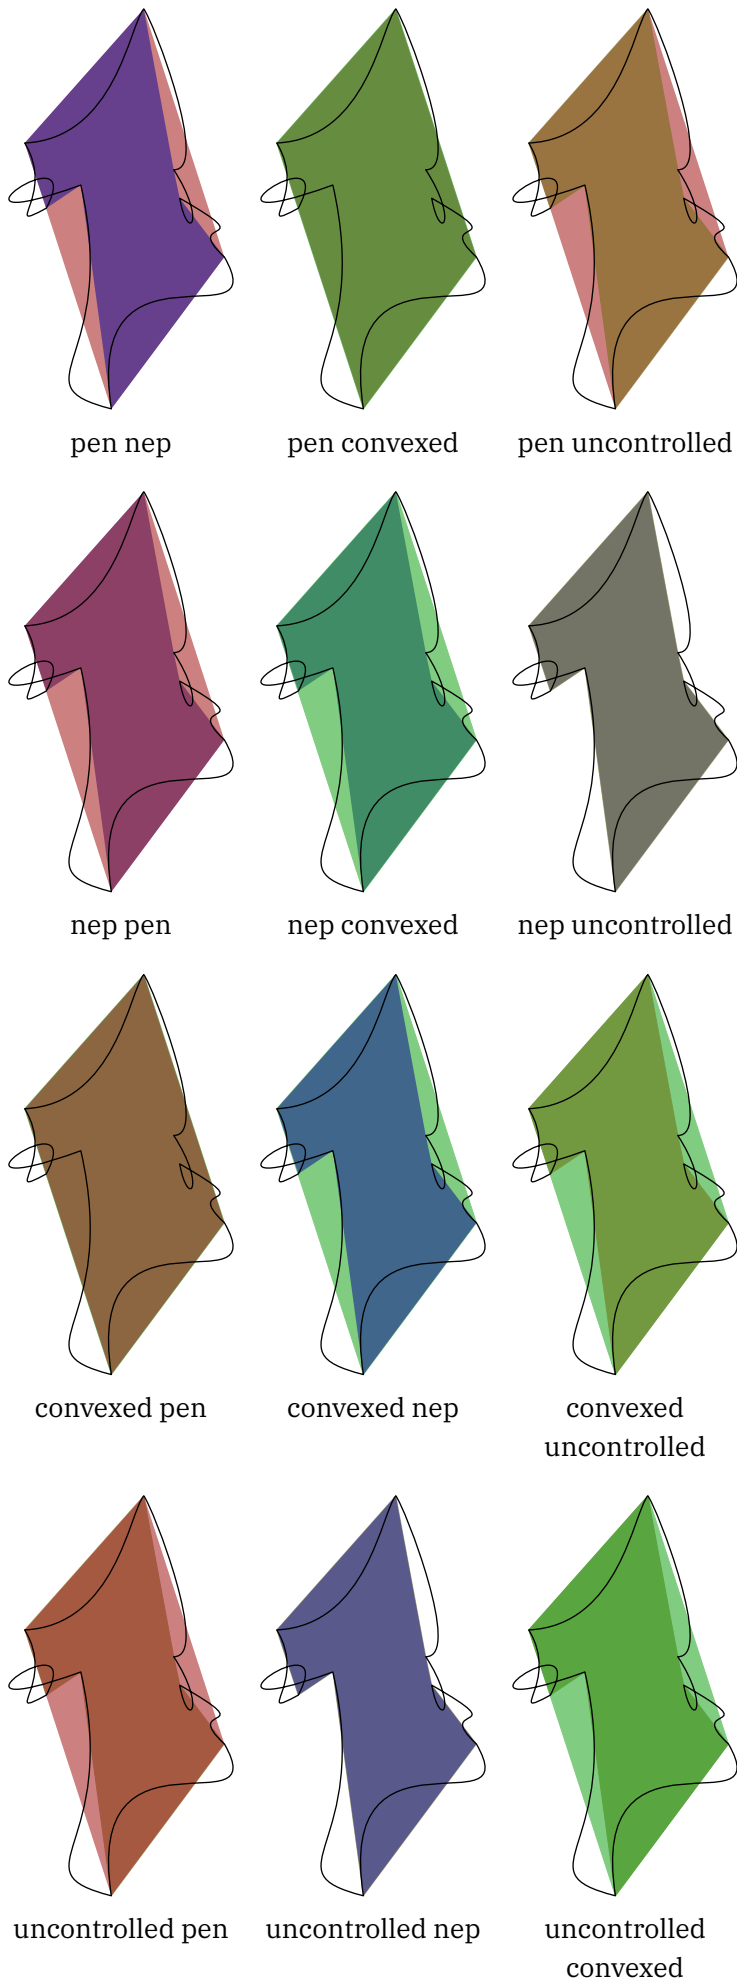 pen nep
pen convexed
pen uncontrolled
nep pen
nep convexed
nep uncontrolled
convexed pen
convexed nep
convexed
uncontrolled
uncontrolled pen
uncontrolled nep
uncontrolled
convexed